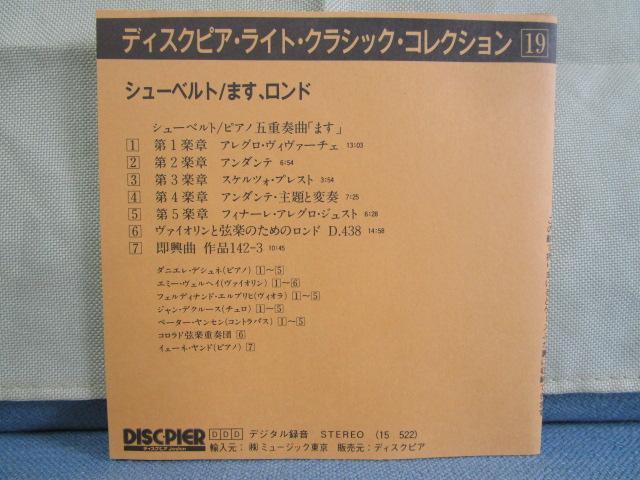 ディスクピア・ライト・クラシック・コレクション 19
シューベルト/ます、ロンド
シューベルト/ピアノ五重奏曲「ます」
1 第1楽章 アレグロ・ヴィヴァーチェ 13:03
2 第2楽章 アンダンテ 6:54
3 第3楽章 スケルツォ・プレスト 3:54
4 第4楽章 アンダンテ・主題と変奏 7:25
5 第5楽章 フィナーレ・アレグロ・ジュスト 6:28
6 ヴァイオリンと弦楽のためのロンド D.438 14:58
7 即興曲 作品142-3 10:45
ダニエレ・デシュネ(ピアノ) 1〜5
エミー・ヴェルヘイ(ヴァイオリン) 1〜6
フェルディナンド・エルブリヒ(ヴィオラ) 1〜5
ジャン・デクルース(チェロ) 1〜5
ペーター・ヤンセン(コントラバス) 1〜5
コロラド弦楽重奏団 6
イェーネ・ヤンド(ピアノ) 7
DISC・PIER DDD デジタル録音 STEREO (15 522)
ディスクピア 輸入元:㈱ミュージック東京 販売元:ディスクピア